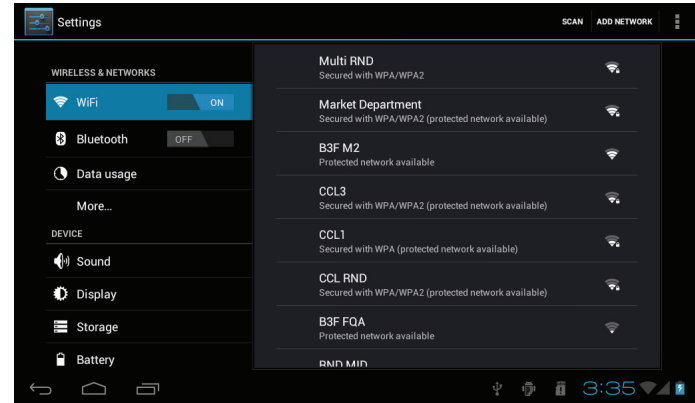 Settings
SCAN
ADD NETWORK
WIRELESS & NETWORKS
WiFi
ON
Bluetooth
OFF
Data usage
More...
DEVICE
Sound
Display
Storage
Battery
Multi RND
Secured with WPA/WPA2
Market Department
Secured with WPA/WPA2 (protected network available)
B3F M2
Protected network available
CCL3
Secured with WPA/WPA2 (protected network available)
CCL1
Secured with WPA (protected network available)
CCL RND
Secured with WPA/WPA2 (protected network available)
B3F FQA
Protected network available
RND MID
3:35